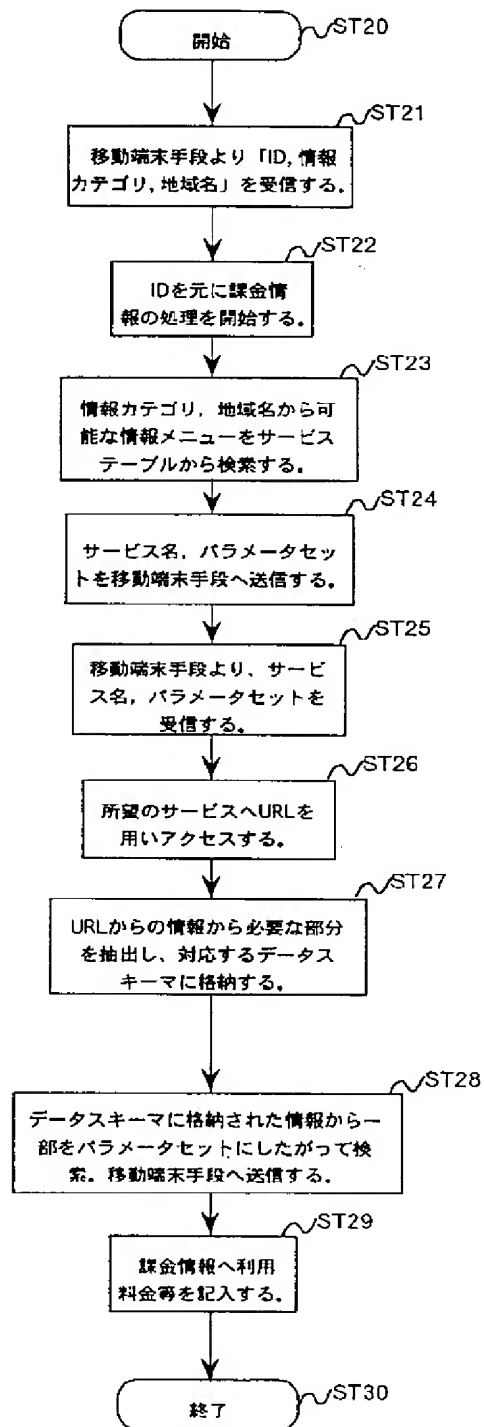 開始
ST20
ST21
移動端末手段より「ID, 情報
カテゴリ, 地域名」を受信する。
ST22
IDを元に課金情
報の処理を開始する。
ST23
情報カテゴリ, 地域名から可
能な情報メニューをサービス
テーブルから検索する。
ST24
サービス名, パラメータセッ
トを移動端末手段へ送信する。
ST25
移動端末手段より、サービ
ス名, パラメータセットを
受信する。
ST26
所望のサービスへURLを
用いアクセスする。
ST27
URLからの情報から必要な部分
を抽出し、対応するデータス
キーマに格納する。
ST28
データスキーマに格納された情報から一
部をパラメータセットにしたがって検
索。移動端末手段へ送信する。
ST29
課金情報へ利用
料金等を記入する。
終了
ST30